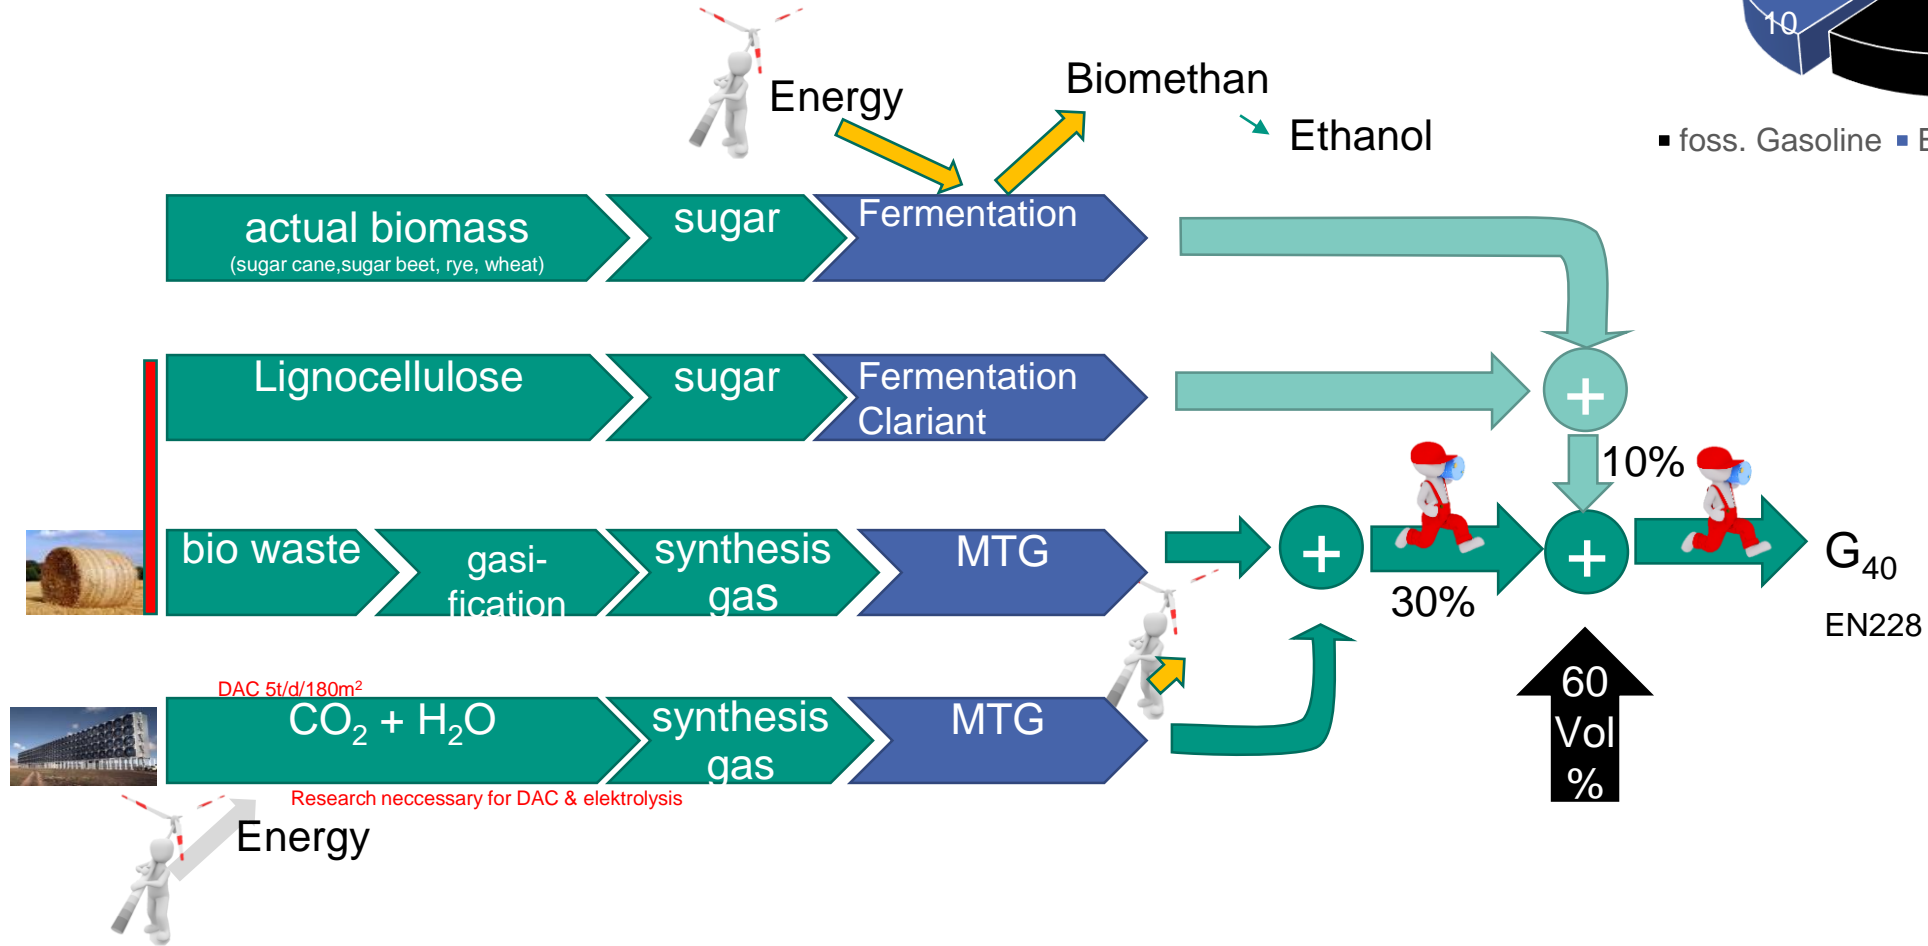 10
Energy
Biomethan
Ethanol
▪ foss. Gasoline ▪ E
actual biomass
(sugar cane,sugar beet, rye, wheat)
sugar
Fermentation
Lignocellulose
sugar
Fermentation
Clariant
+
10%
bio waste
gasi-
fication
synthesis
gas
MTG
+
30%
+
G₄₀
EN228
60
Vol
%
DAC 5t/d/180m²
CO₂ + H₂O
synthesis
gas
MTG
Research neccessary for DAC & elektrolysis
Energy